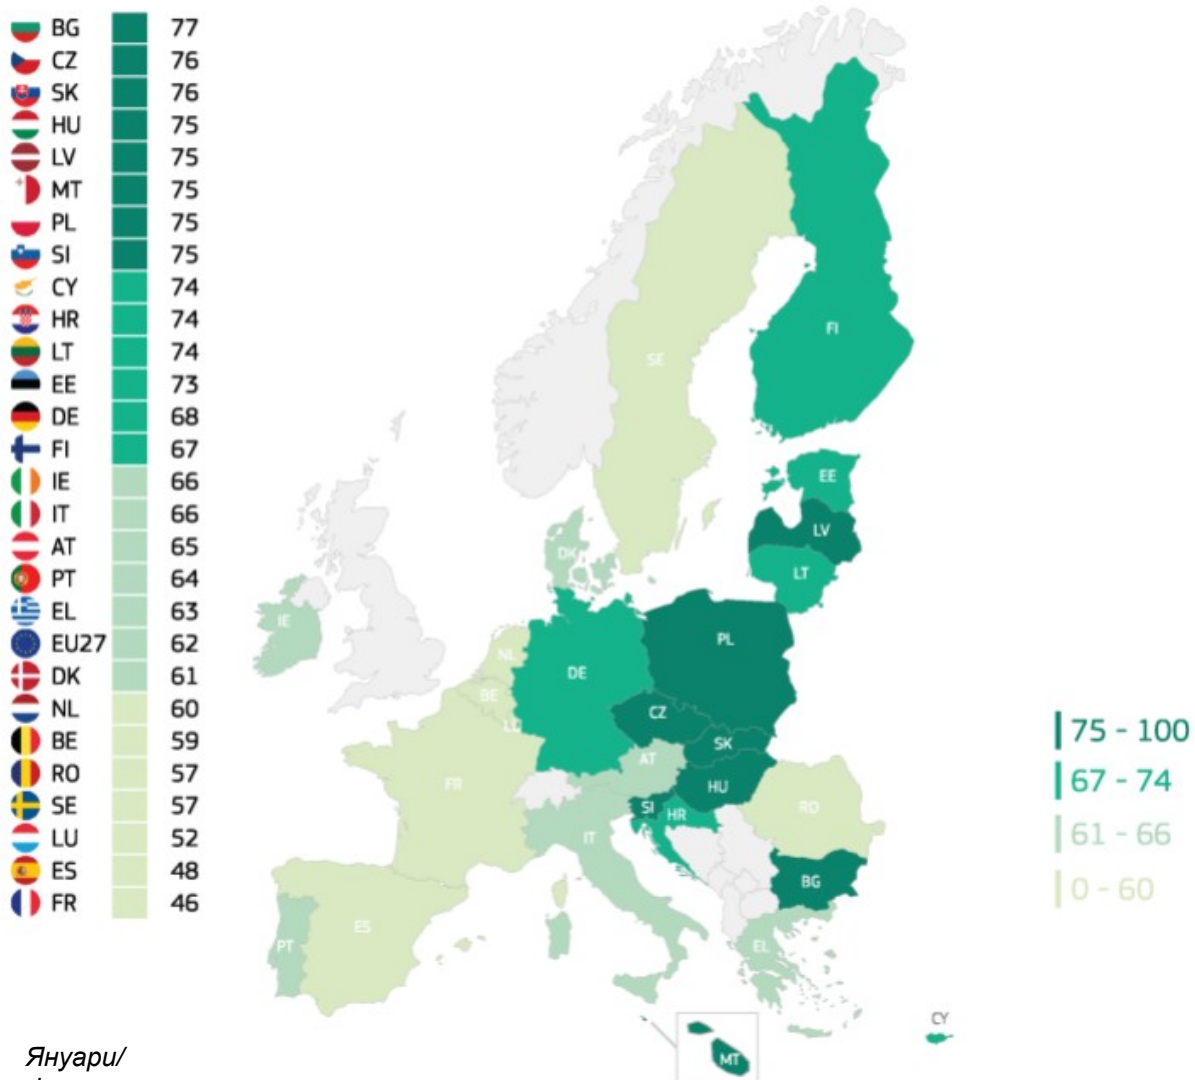 BG 77
CZ 76
SK 76
HU 75
LV 75
MT 75
PL 75
SI 75
CY 74
HR 74
LT 74
EE 73
DE 68
FI 67
IE 66
IT 66
AT 65
PT 64
EL 63
EU27 62
DK 61
NL 60
BE 59
RO 57
SE 57
LU 52
ES 48
FR 46
FI
SE
EE
LV
DK
LT
IE
PL
NL
DE
BE
CZ
LU
SK
AT
FR
HU
SI
HR
RO
IT
BG
ES
PT
EL
CY
MT
75 - 100
67 - 74
61 - 66
0 - 60
Януари/